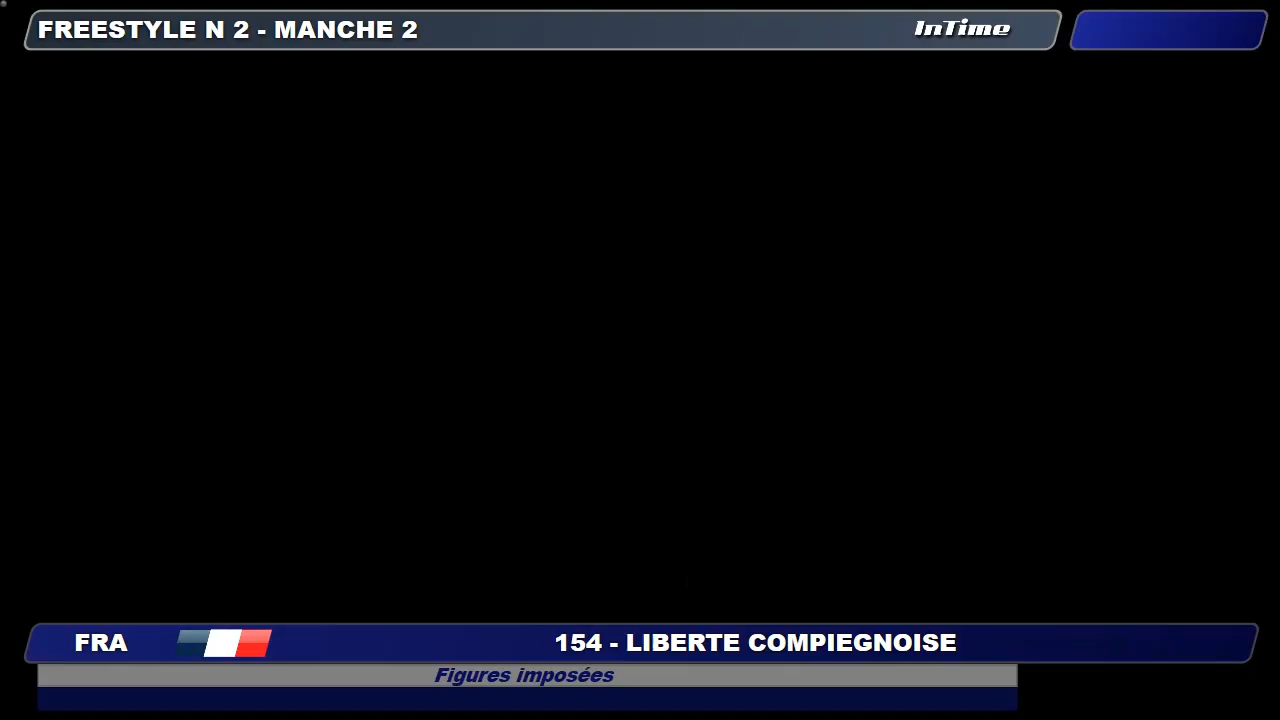 FREESTYLE N 2 - MANCHE 2
InTime
FRA
154 - LIBERTE COMPIEGNOISE
Figures imposées